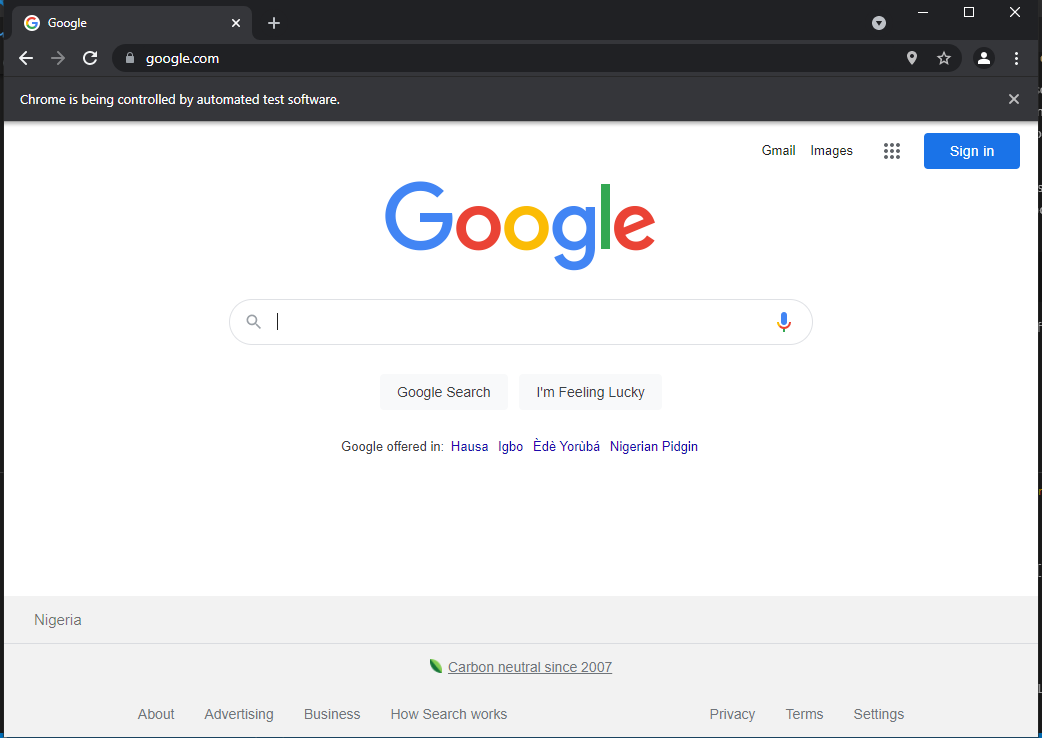 Google
google.com
Chrome is being controlled by automated test software.
Gmail Images Sign in
Google
Google Search I'm Feeling Lucky
Google offered in: Hausa Igbo Èdè Yorùbá Nigerian Pidgin
Nigeria
Carbon neutral since 2007
About Advertising Business How Search works Privacy Terms Settings